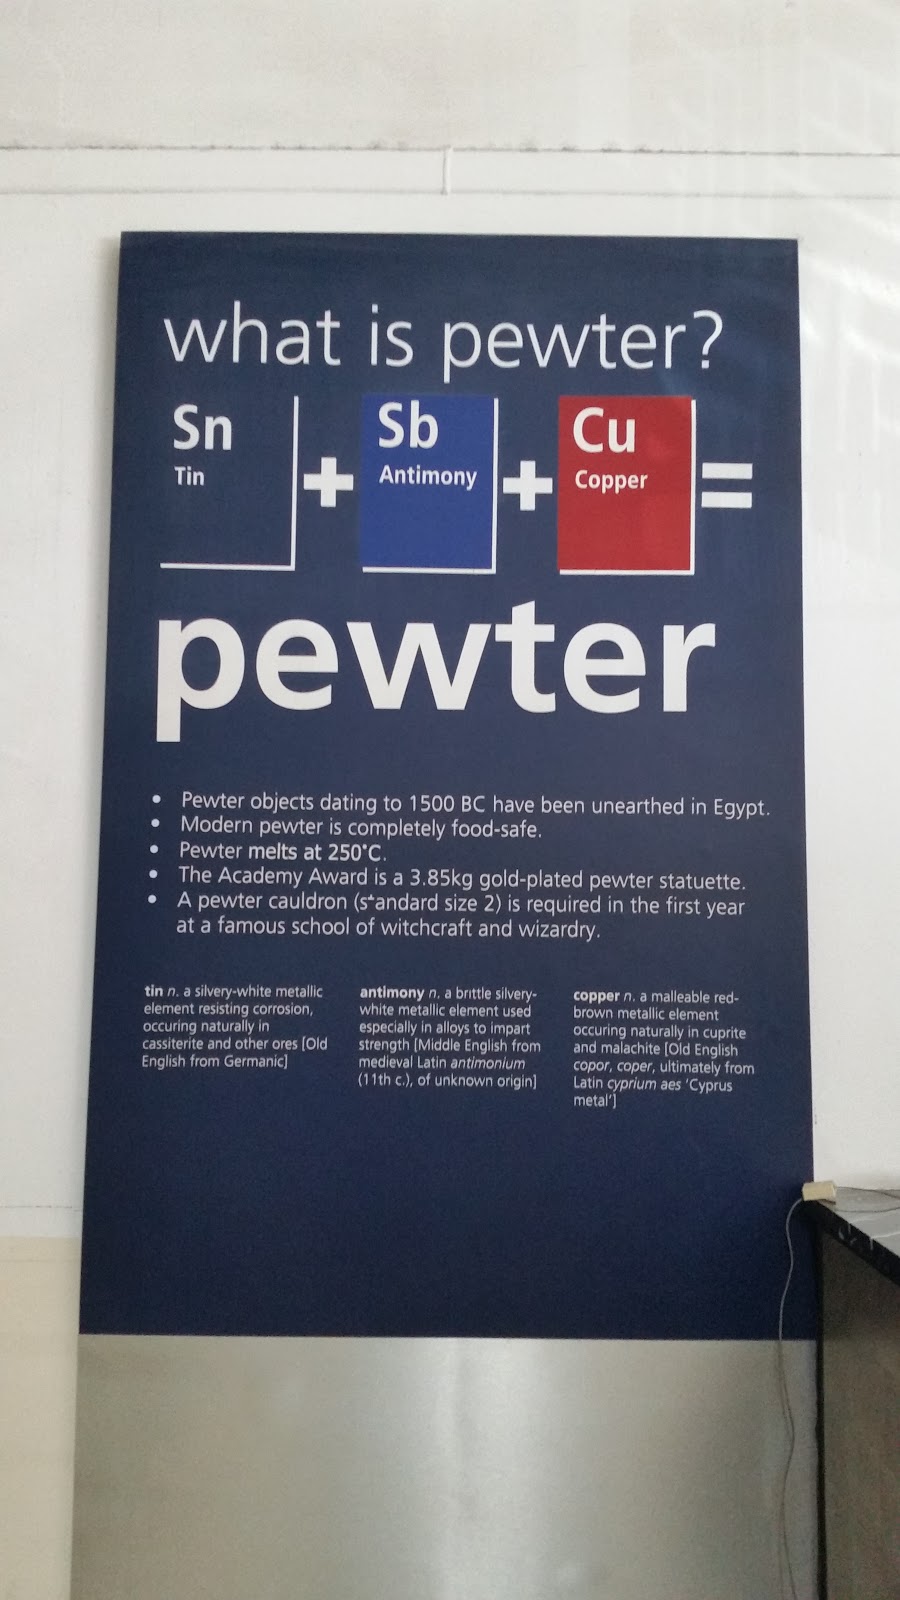 what is pewter?
Sn
Tin
+
Sb
Antimony
+
Cu
Copper
=
pewter
• Pewter objects dating to 1500 BC have been unearthed in Egypt.
• Modern pewter is completely food-safe.
• Pewter melts at 250°C.
• The Academy Award is a 3.85kg gold-plated pewter statuette.
• A pewter cauldron (standard size 2) is required in the first year
at a famous school of witchcraft and wizardry.
tin n. a silvery-white metallic
element resisting corrosion,
occuring naturally in
cassiterite and other ores [Old
English from Germanic]
antimony n. a brittle silvery-
white metallic element used
especially in alloys to impart
strength [Middle English from
medieval Latin antimonium
(11th c.), of unknown origin]
copper n. a malleable red-
brown metallic element
occuring naturally in cuprite
and malachite [Old English
copor, coper, ultimately from
Latin cyprium aes 'Cyprus
metal']